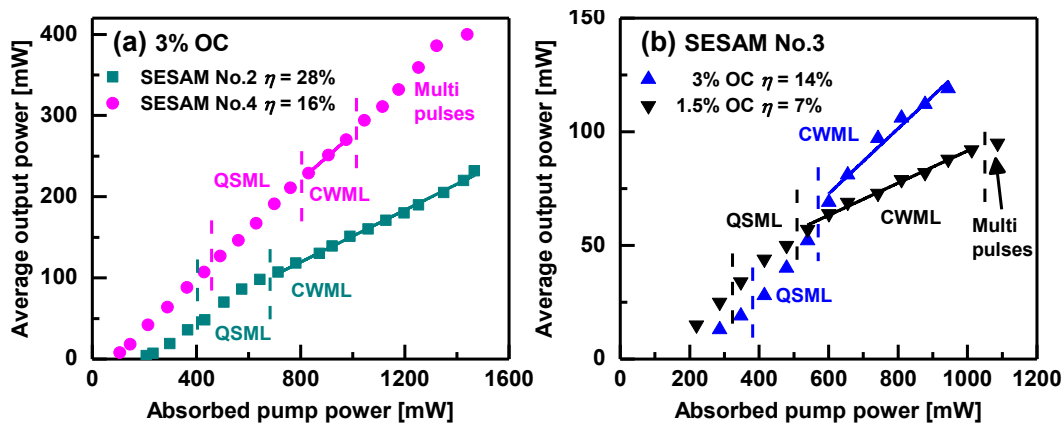 (a) 3% OC
SESAM No.2 η = 28%
SESAM No.4 η = 16%
Multi
pulses
QSML
CWML
QSML
CWML
400
300
200
100
0
0
400
800
1200
1600
Average output power [mW]
Absorbed pump power [mW]
(b) SESAM No.3
3% OC η = 14%
1.5% OC η = 7%
CWML
QSML
CWML
QSML
Multi
pulses
150
100
50
0
0
200
400
600
800
1000
1200
Average output power [mW]
Absorbed pump power [mW]